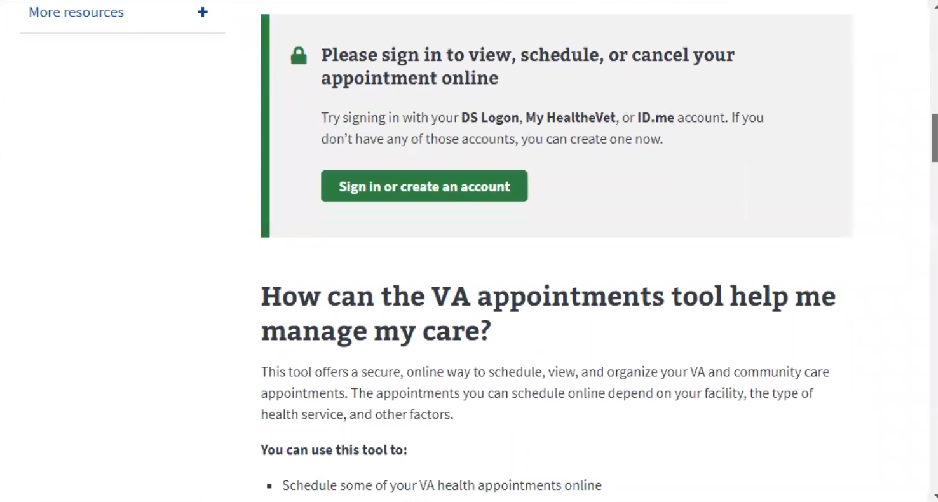 More resources +
Please sign in to view, schedule, or cancel your
appointment online
Try signing in with your DS Logon, My HealtheVet, or ID.me account. If you
don't have any of those accounts, you can create one now.
Sign in or create an account
How can the VA appointments tool help me
manage my care?
This tool offers a secure, online way to schedule, view, and organize your VA and community care
appointments. The appointments you can schedule online depend on your facility, the type of
health service, and other factors.
You can use this tool to:
▪ Schedule some of your VA health appointments online